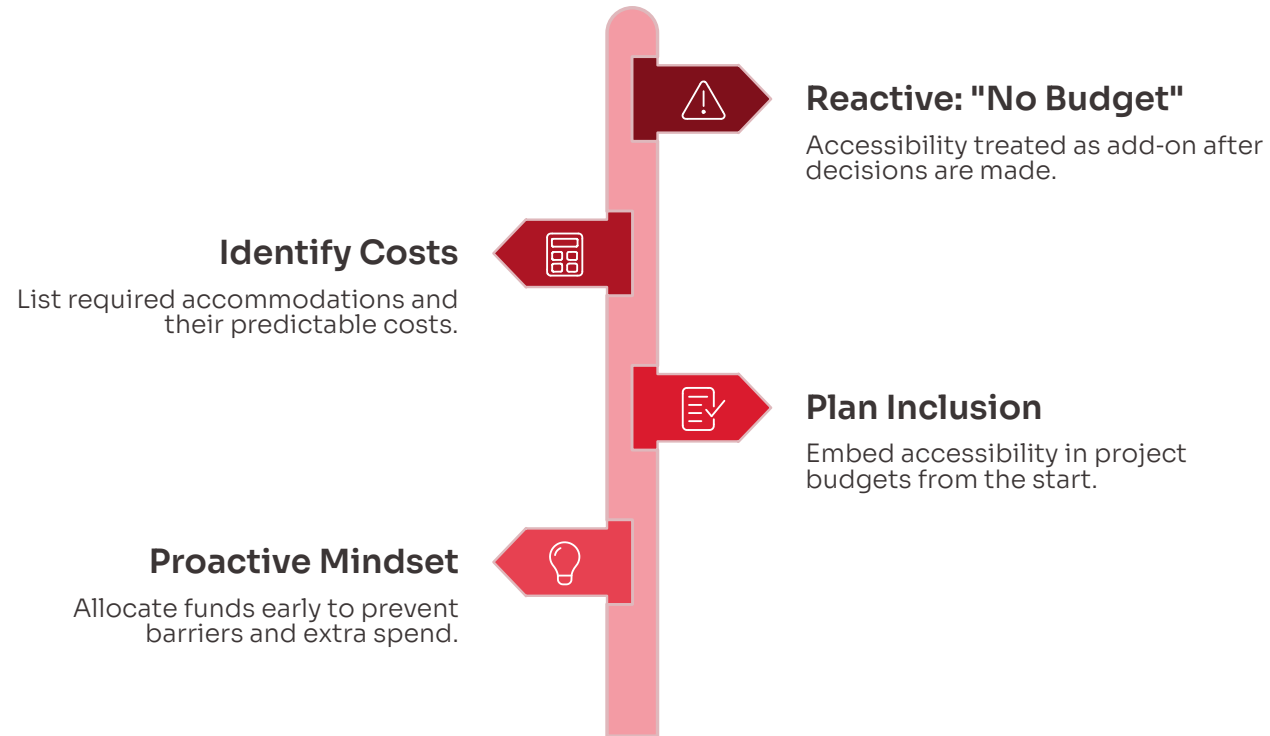 Reactive: "No Budget"
Accessibility treated as add-on after
decisions are made.
Identify Costs
List required accommodations and
their predictable costs.
Plan Inclusion
Embed accessibility in project
budgets from the start.
Proactive Mindset
Allocate funds early to prevent
barriers and extra spend.